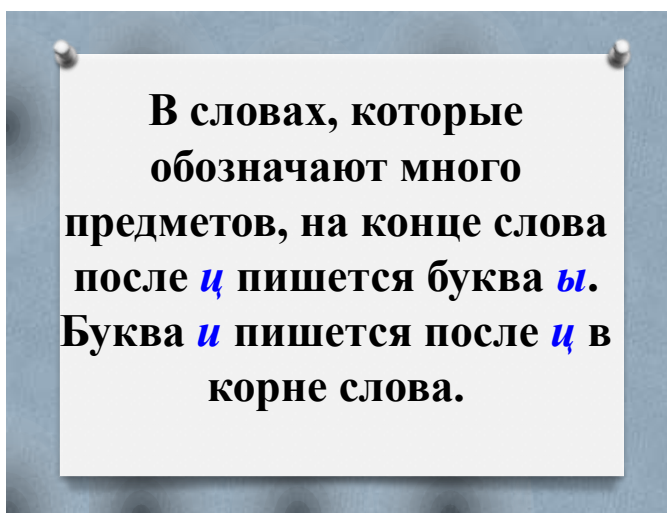 В словах, которые
обозначают много
предметов, на конце слова
после ц пишется буква ы.
Буква и пишется после ц в
корне слова.